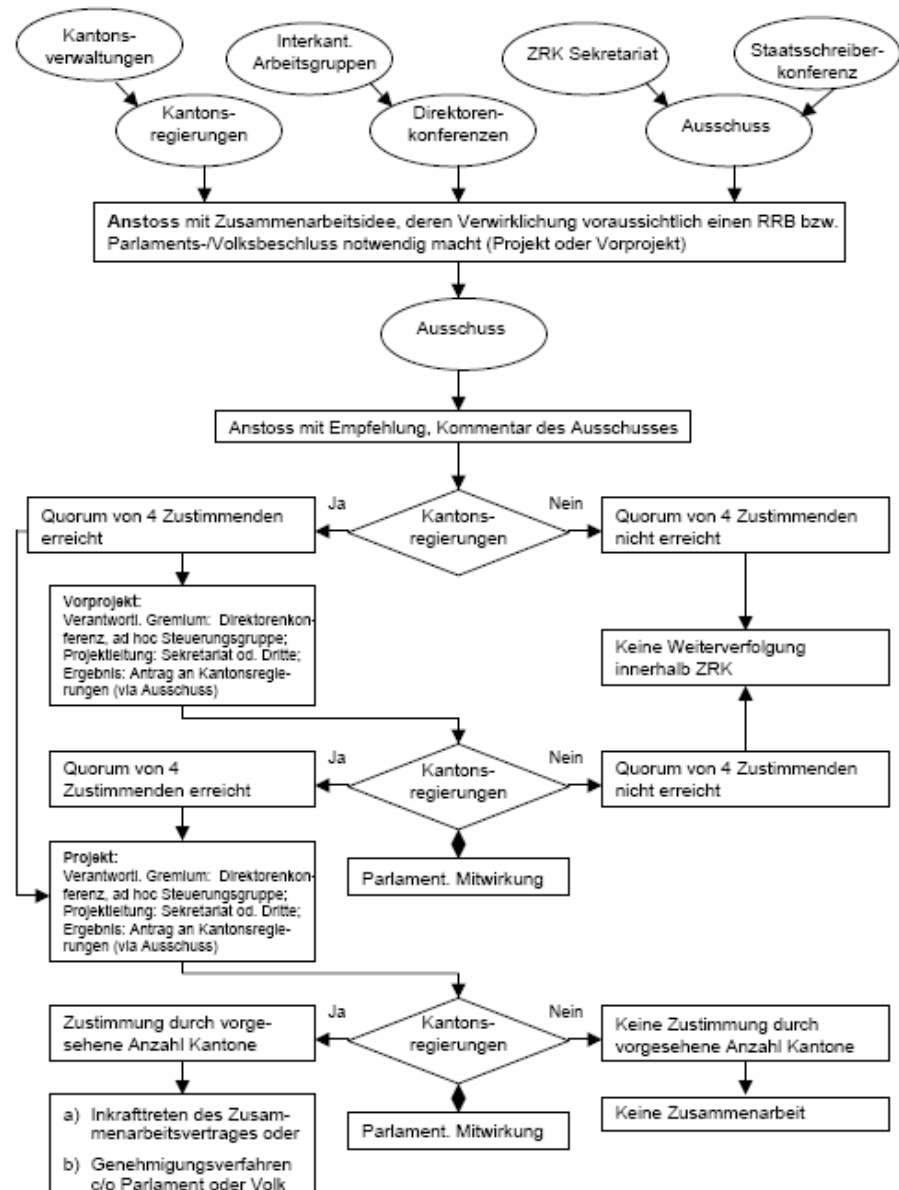 Kantons-
verwaltungen
Interkant.
Arbeitsgruppen
ZRK Sekretariat
Staatsschreiber-
konferenz
Kantons-
regierungen
Direktoren-
konferenzen
Ausschuss
Anstoss mit Zusammenarbeitsidee, deren Verwirklichung voraussichtlich einen RRB bzw.
Parlaments-/Volksbeschluss notwendig macht (Projekt oder Vorprojekt)
Ausschuss
Anstoss mit Empfehlung, Kommentar des Ausschusses
Ja
Nein
Quorum von 4 Zustimmenden
erreicht
Kantons-
regierungen
Quorum von 4 Zustimmenden
nicht erreicht
Vorprojekt:
Verantwortl. Gremium: Direktorenkon-
ferenz, ad hoc Steuerungsgruppe;
Projektleitung: Sekretariat od. Dritte;
Ergebnis: Antrag an Kantonsregie-
rungen (via Ausschuss)
Keine Weiterverfolgung
innerhalb ZRK
Ja
Nein
Quorum von 4
Zustimmenden erreicht
Kantons-
regierungen
Quorum von 4 Zustimmenden
nicht erreicht
Projekt:
Verantwortl. Gremium: Direktorenkon-
ferenz, ad hoc Steuerungsgruppe;
Projektleitung: Sekretariat od. Dritte;
Ergebnis: Antrag an Kantonsregie-
rungen (via Ausschuss)
Parlament. Mitwirkung
Ja
Nein
Zustimmung durch vorge-
sehene Anzahl Kantone
Kantons-
regierungen
Keine Zustimmung durch
vorgesehene Anzahl Kantone
a) Inkrafttreten des Zusam-
menarbeitsvertrages oder
b) Genehmigungsverfahren
c/o Parlament oder Volk
Parlament. Mitwirkung
Keine Zusammenarbeit